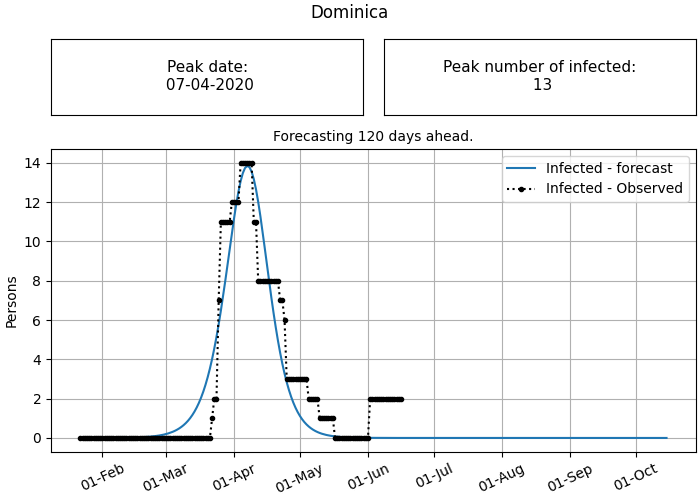 Dominica
Peak date:
07-04-2020
Peak number of infected:
13
Forecasting 120 days ahead.
Infected - forecast
Infected - Observed
Persons
14
12
10
8
6
4
2
0
01-Feb
01-Mar
01-Apr
01-May
01-Jun
01-Jul
01-Aug
01-Sep
01-Oct